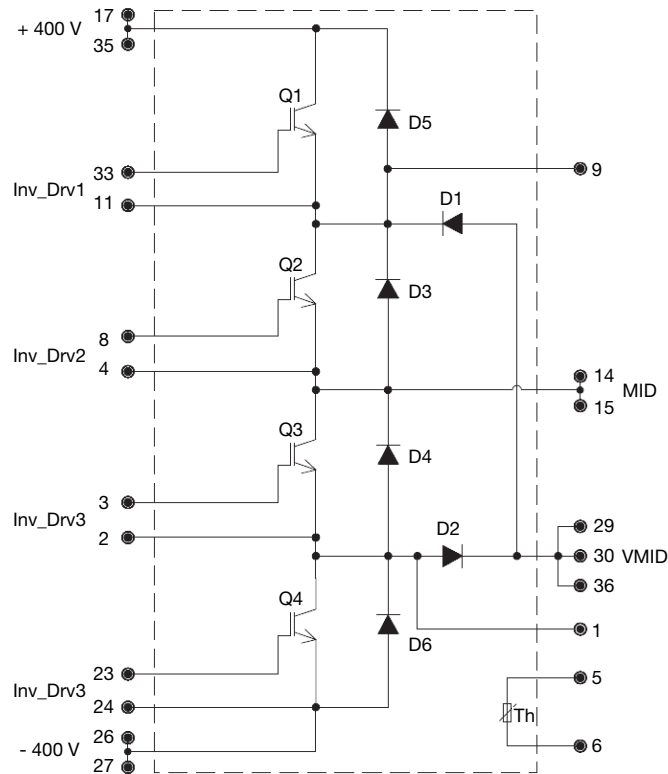 17
+ 400 V
35
Q1
D5
33
9
Inv_Drv1
D1
11
Q2
D3
8
Inv_Drv2
4
14
MID
15
Q3
D4
3
Inv_Drv3
D2
29
2
30 VMID
36
Q4
1
D6
23
5
Inv_Drv3
24
Th
26
- 400 V
6
27